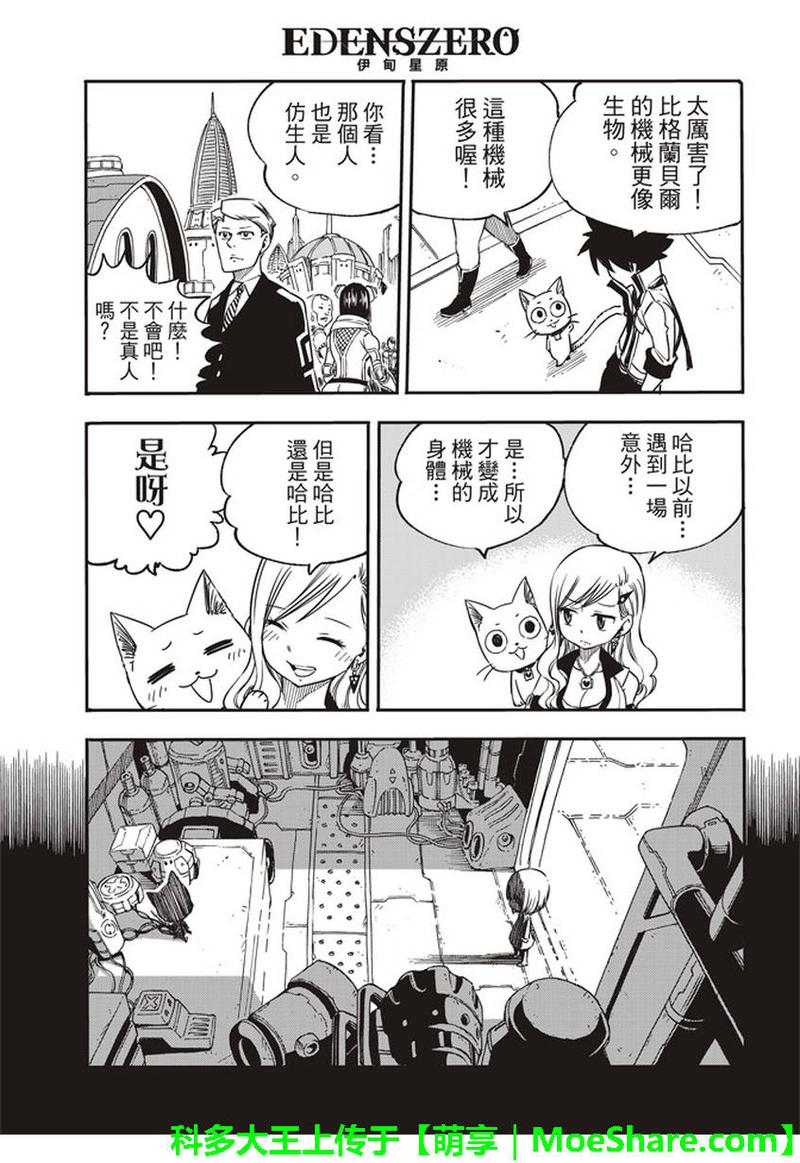 EDENSZERO
伊甸星原
太厲害了！
比格蘭貝爾
的機械更像
生物。
這種機械
很多喔！
你看…
那個人
也是
仿生人。
什麼！
不會吧！
不是真人
嗎？
哈比以前…
遇到一場
意外…
是…所以
才變成
機械的
身體…
但是哈比
還是哈比！
是呀♡
科多大王上传于【萌享｜MoeShare.com】